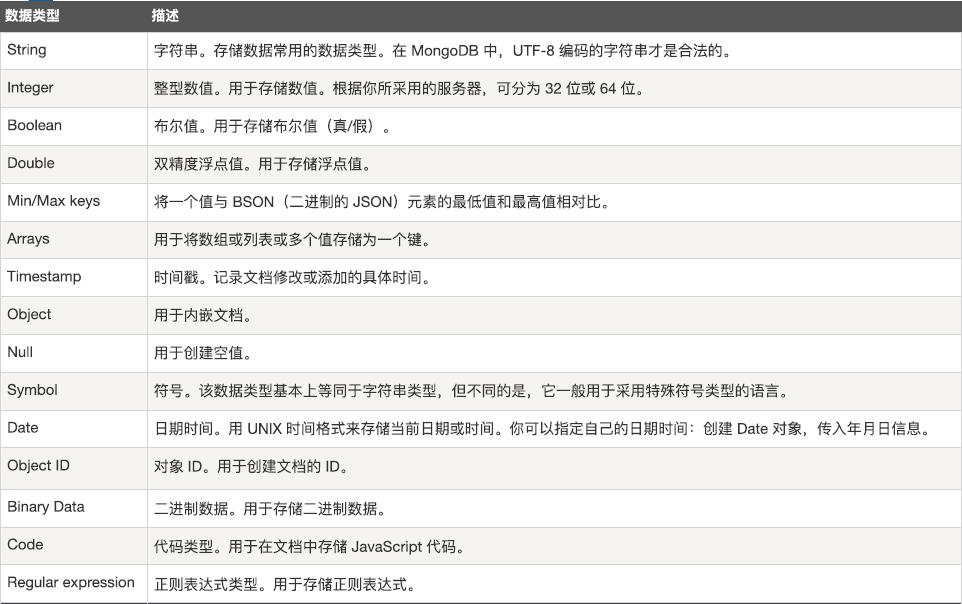 数据类型 描述
String 字符串。存储数据常用的数据类型。在 MongoDB 中，UTF-8 编码的字符串才是合法的。
Integer 整型数值。用于存储数值。根据你所采用的服务器，可分为 32 位或 64 位。
Boolean 布尔值。用于存储布尔值（真/假）。
Double 双精度浮点值。用于存储浮点值。
Min/Max keys 将一个值与 BSON（二进制的 JSON）元素的最低值和最高值相对比。
Arrays 用于将数组或列表或多个值存储为一个键。
Timestamp 时间戳。记录文档修改或添加的具体时间。
Object 用于内嵌文档。
Null 用于创建空值。
Symbol 符号。该数据类型基本上等同于字符串类型，但不同的是，它一般用于采用特殊符号类型的语言。
Date 日期时间。用 UNIX 时间格式来存储当前日期或时间。你可以指定自己的日期时间：创建 Date 对象，传入年月日信息。
Object ID 对象 ID。用于创建文档的 ID。
Binary Data 二进制数据。用于存储二进制数据。
Code 代码类型。用于在文档中存储 JavaScript 代码。
Regular expression 正则表达式类型。用于存储正则表达式。